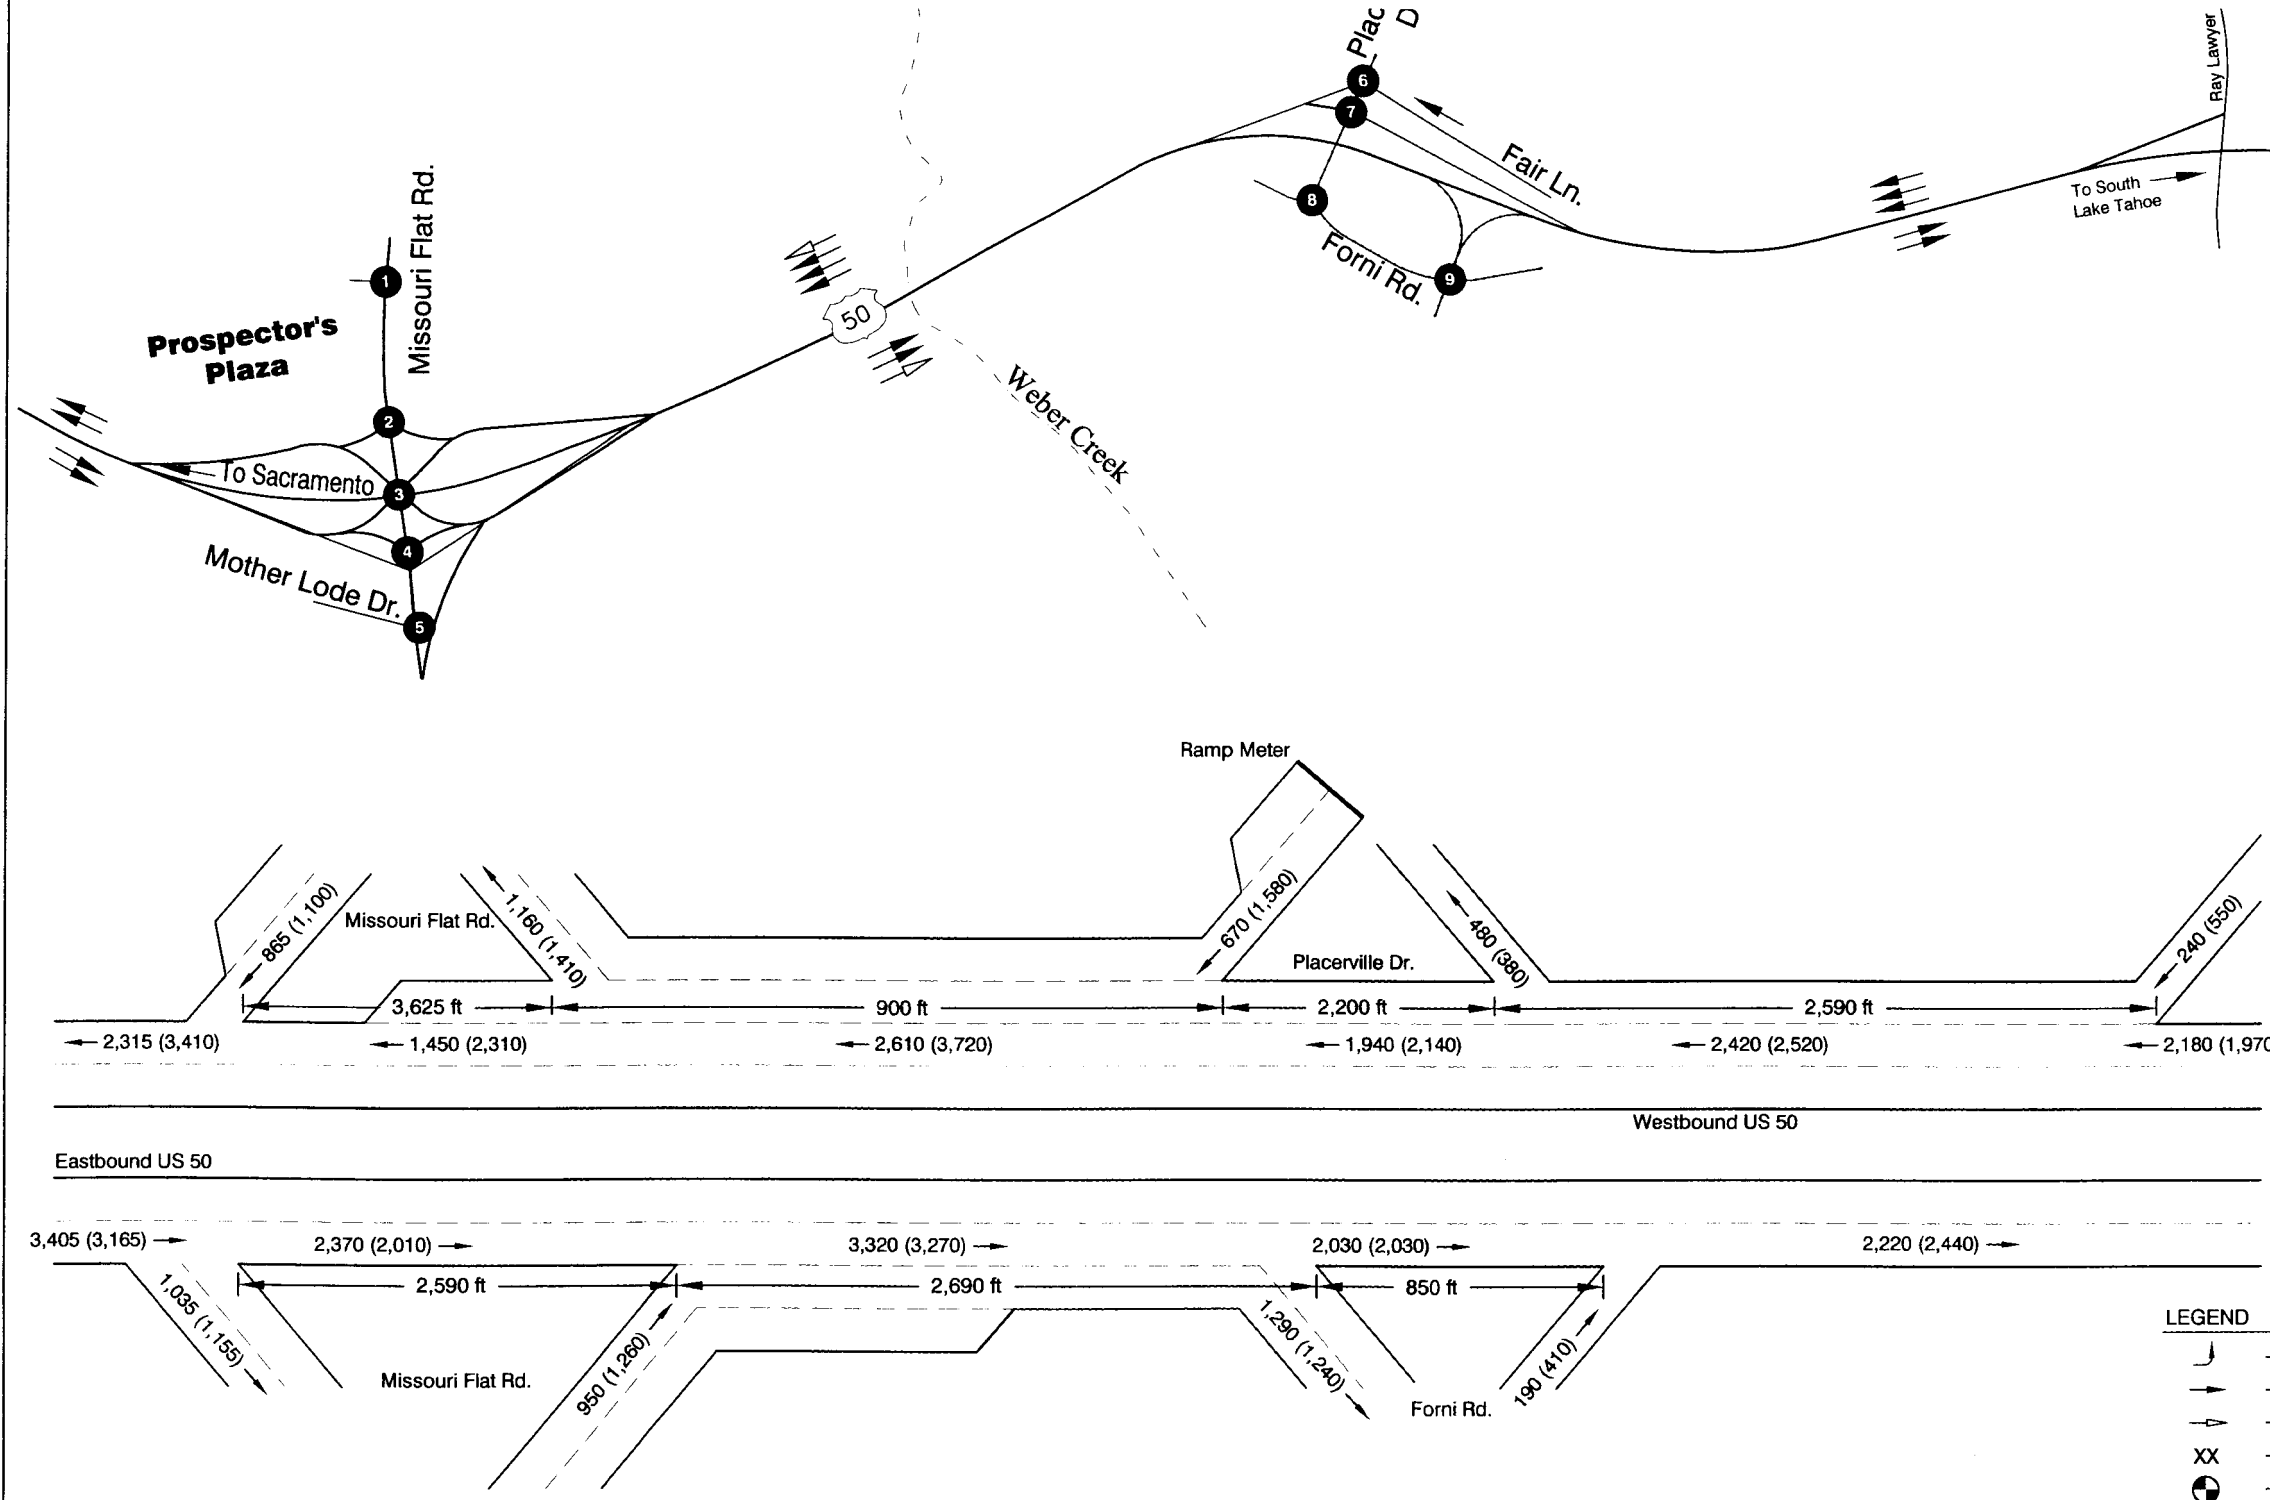 Plac
D
Ray Lawyer
6
7
Fair Ln.
To South
Lake Tahoe
8
Forni Rd.
9
Missouri Flat Rd.
1
Prospector's
Plaza
50
Weber Creek
2
To Sacramento
3
4
Mother Lode Dr.
5
Ramp Meter
865 (1,100)
Missouri Flat Rd.
1,160 (1,410)
670 (1,580)
Placerville Dr.
480 (380)
240 (550)
3,625 ft
900 ft
2,200 ft
2,590 ft
2,315 (3,410)
1,450 (2,310)
2,610 (3,720)
1,940 (2,140)
2,420 (2,520)
2,180 (1,970
Westbound US 50
Eastbound US 50
3,405 (3,165)
2,370 (2,010)
3,320 (3,270)
2,030 (2,030)
2,220 (2,440)
2,590 ft
2,690 ft
850 ft
1,035 (1,155)
Missouri Flat Rd.
950 (1,260)
1,290 (1,240)
Forni Rd.
190 (410)
LEGEND
XX